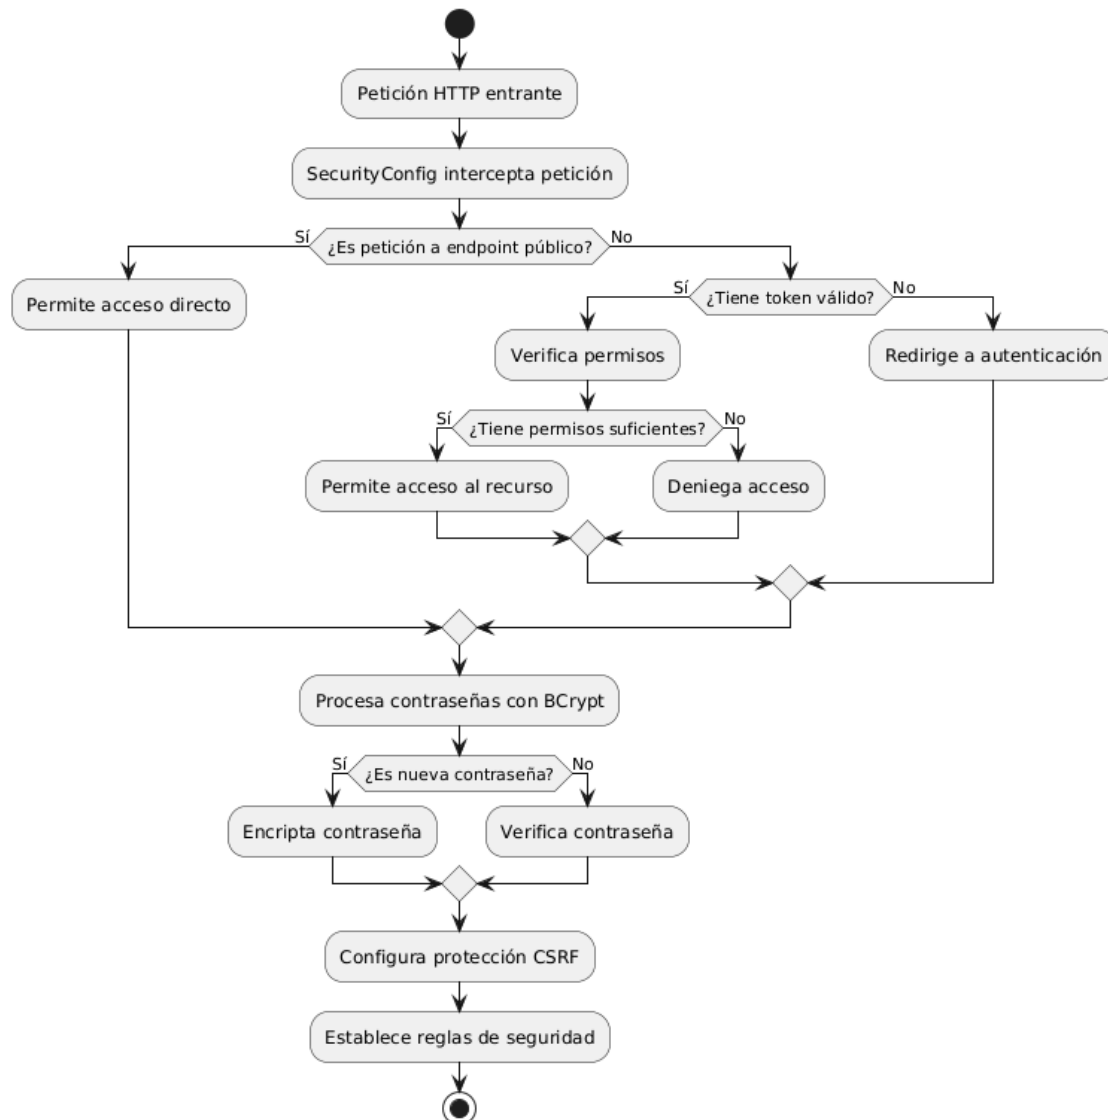 Petición HTTP entrante
SecurityConfig intercepta petición
Sí
¿Es petición a endpoint público?
No
Permite acceso directo
Sí
¿Tiene token válido?
No
Verifica permisos
Redirige a autenticación
Sí
¿Tiene permisos suficientes?
No
Permite acceso al recurso
Deniega acceso
Procesa contraseñas con BCrypt
Sí
¿Es nueva contraseña?
No
Encripta contraseña
Verifica contraseña
Configura protección CSRF
Establece reglas de seguridad